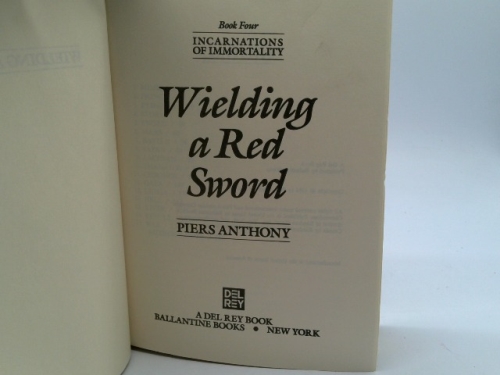 Book Four
INCARNATIONS
OF IMMORTALITY
Wielding
a Red
Sword
PIERS ANTHONY
DEL
REY
A DEL REY BOOK
BALLANTINE BOOKS • NEW YORK